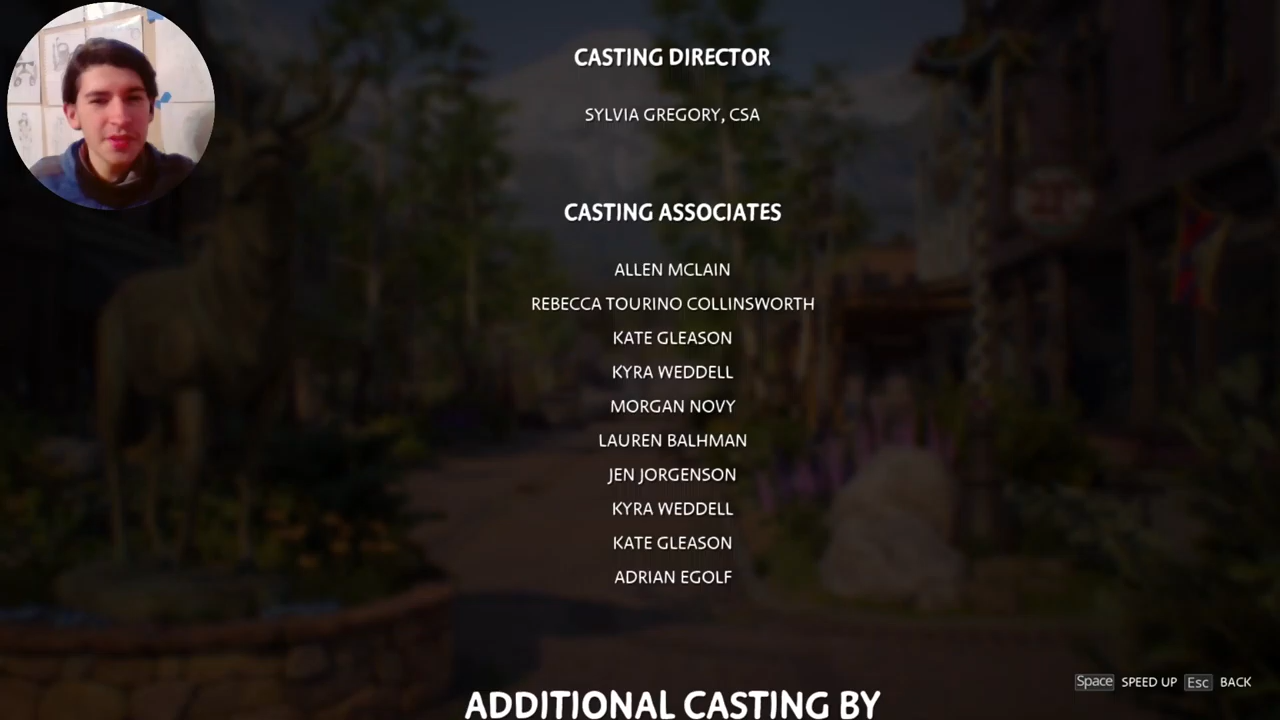 CASTING DIRECTOR
SYLVIA GREGORY, CSA
CASTING ASSOCIATES
ALLEN MCLAIN
REBECCA TOURINO COLLINSWORTH
KATE GLEASON
KYRA WEDDELL
MORGAN NOVY
LAUREN BALHMAN
JEN JORGENSON
KYRA WEDDELL
KATE GLEASON
ADRIAN EGOLF
Space SPEED UP Esc BACK
ADDITIONAL CASTING BY